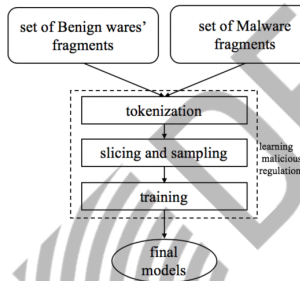 set of Benign wares’
fragments
set of Malware
fragments
tokenization
slicing and sampling
training
learning
malicious
regulation
final
models